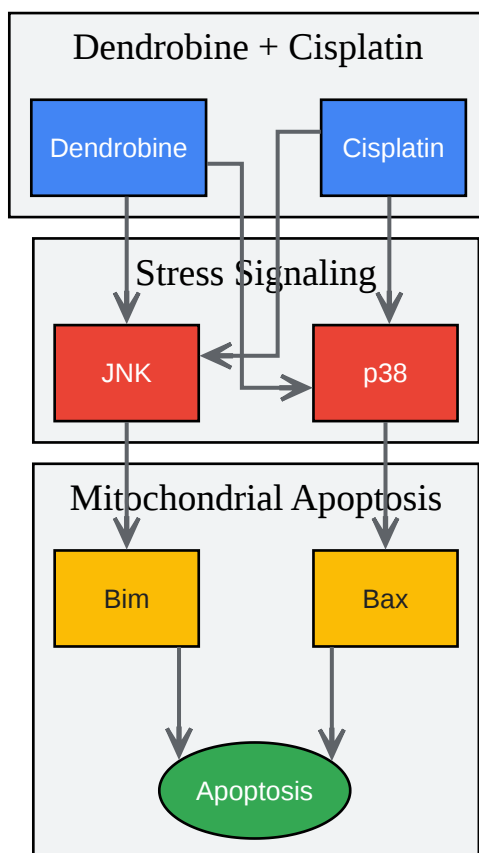 Dendrobine + Cisplatin
Dendrobine
Cisplatin
Stress Signaling
JNK
p38
Mitochondrial Apoptosis
Bim
Bax
Apoptosis